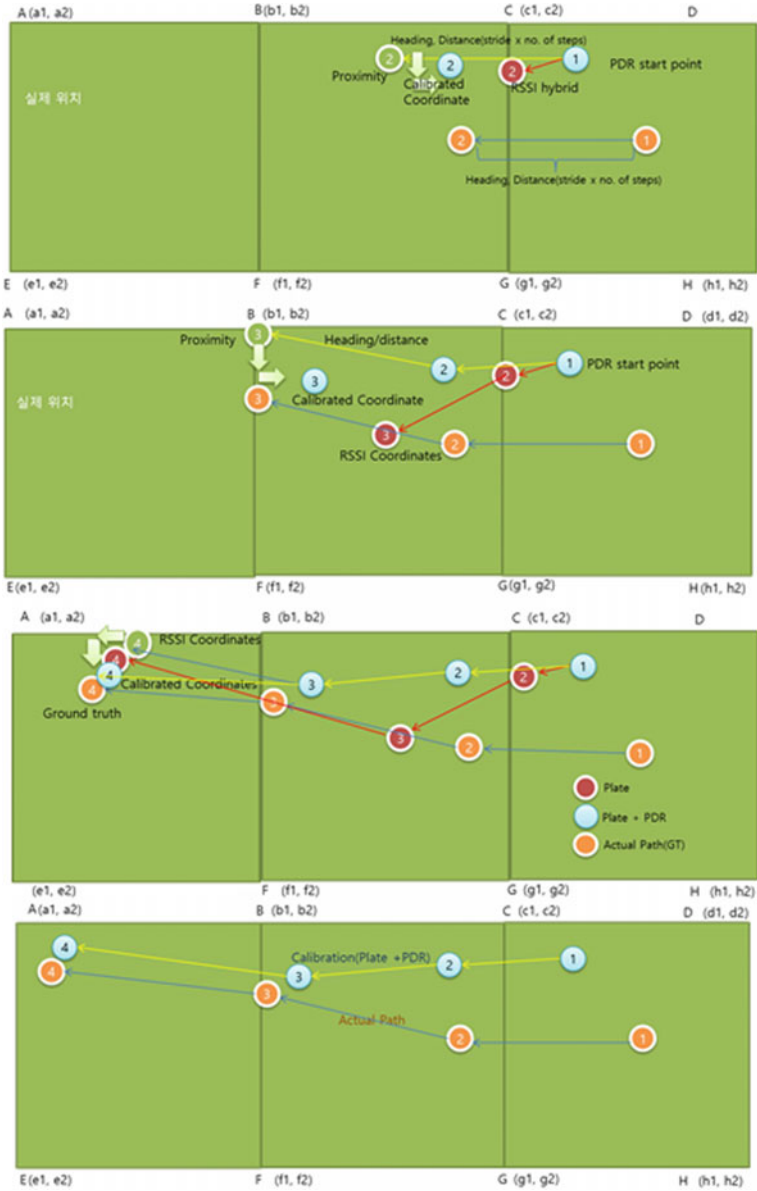 A (a1, a2) B (b1, b2) C (c1, c2) D
Heading, Distance(stride x no. of steps)
2 2 2 1 PDR start point
Proximity Calibrated
Coordinate RSSI hybrid
실제 위치
2 1
Heading, Distance(stride x no. of steps)
E (e1, e2) F (f1, f2) G (g1, g2) H (h1, h2)
A (a1, a2) B (b1, b2) C (c1, c2) D (d1, d2)
Proximity 3 Heading/distance
2 2 1 PDR start point
3
실제 위치 3 Calibrated Coordinate
3 2 1
RSSI Coordinates
E (e1, e2) F (f1, f2) G (g1, g2) H (h1, h2)
A (a1, a2) B (b1, b2) C (c1, c2) D
4 RSSI Coordinates
4 2 2 1
4 Calibrated Coordinates 3
4 3
Ground truth
3 2 1
Plate
Plate + PDR
Actual Path(GT)
(e1, e2) F (f1, f2) G (g1, g2) H (h1, h2)
A (a1, a2) B (b1, b2) C (c1, c2) D (d1, d2)
4 Calibration(Plate +PDR) 2 1
4 3
3
Actual Path
2 1
E (e1, e2) F (f1, f2) G (g1, g2) H (h1, h2)